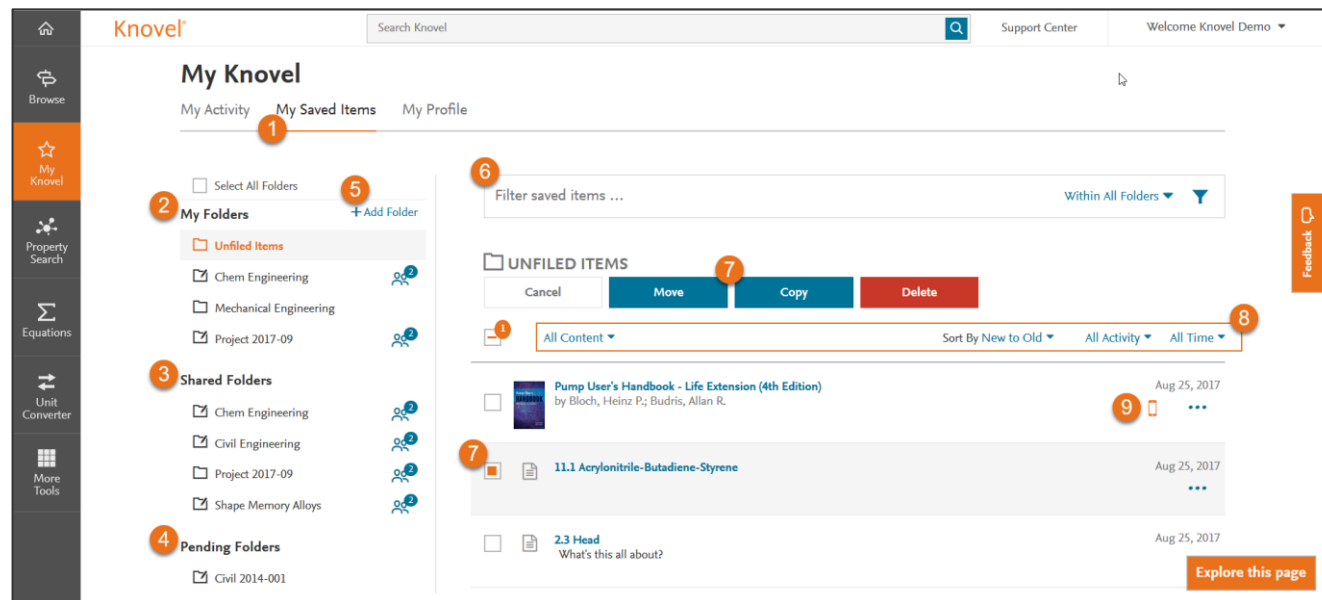 Knovel®
Search Knovel
Support Center
Welcome Knovel Demo
Browse
My
Knovel
Property
Search
Equations
Unit
Converter
More
Tools
My Knovel
My Activity My Saved Items My Profile
1
Select All Folders
5
2
My Folders
+Add Folder
Unfiled Items
Chem Engineering 2
Mechanical Engineering
Project 2017-09 2
3
Shared Folders
Chem Engineering 2
Civil Engineering 2
Project 2017-09 2
Shape Memory Alloys 2
4
Pending Folders
Civil 2014-001
6
Filter saved items ...
Within All Folders
UNFILED ITEMS
7
Cancel Move Copy Delete
8
1
All Content Sort By New to Old All Activity All Time
Pump User's Handbook - Life Extension (4th Edition)
Aug 25, 2017
by Bloch, Heinz P.; Budris, Allan R.
9
•••
7
11.1 Acrylonitrile-Butadiene-Styrene
Aug 25, 2017
•••
2.3 Head
Aug 25, 2017
What's this all about?
Feedback
Explore this page